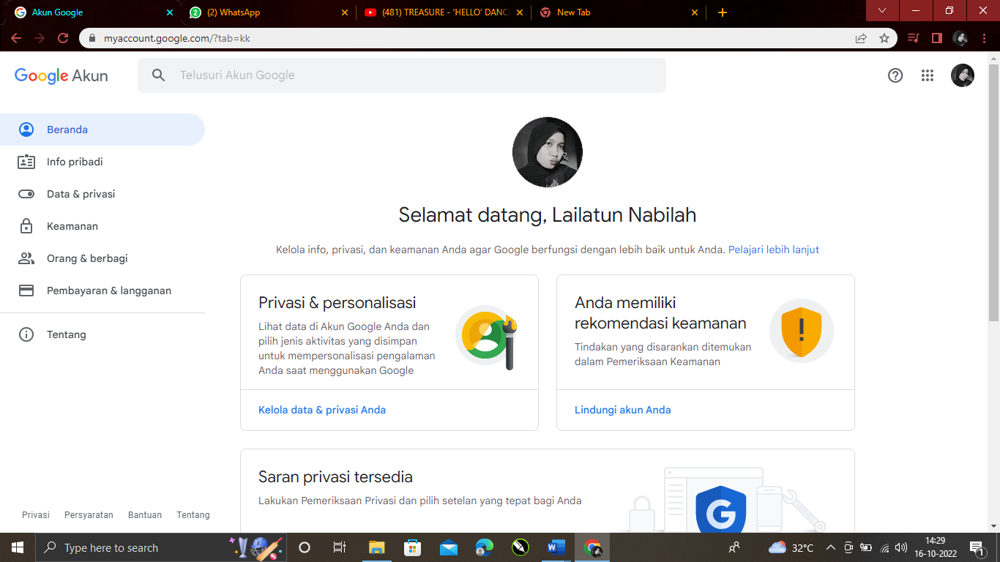 Akun Google
(2) WhatsApp
(481) TREASURE - ‘HELLO’ DANC
New Tab
myaccount.google.com/?tab=kk
Google Akun
Telusuri Akun Google
Beranda
Info pribadi
Data & privasi
Keamanan
Orang & berbagi
Pembayaran & langganan
Tentang
Selamat datang, Lailatun Nabilah
Kelola info, privasi, dan keamanan Anda agar Google berfungsi dengan lebih baik untuk Anda. Pelajari lebih lanjut
Privasi & personalisasi
Lihat data di Akun Google Anda dan
pilih jenis aktivitas yang disimpan
untuk mempersonalisasi pengalaman
Anda saat menggunakan Google
Kelola data & privasi Anda
Anda memiliki
rekomendasi keamanan
Tindakan yang disarankan ditemukan
dalam Pemeriksaan Keamanan
Lindungi akun Anda
Saran privasi tersedia
Lakukan Pemeriksaan Privasi dan pilih setelan yang tepat bagi Anda
G
Privasi Persyaratan Bantuan Tentang
Type here to search
32°C
14:29
16-10-2022
1